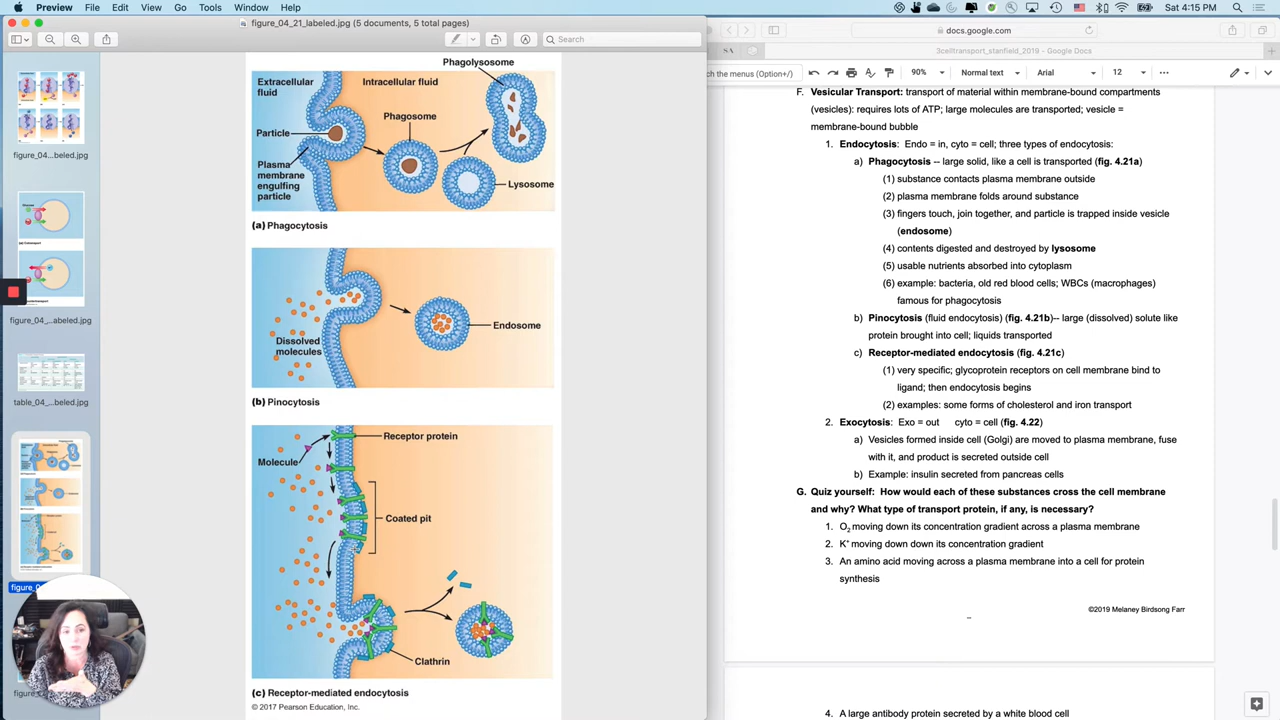 Preview File Edit View Go Tools Window Help Sat 4:15 PM
figure_04_21_labeled.jpg (5 documents, 5 total pages)
Search
docs.google.com
SA
3celltransport_stanfield_2019 - Google Docs
ch the menus (Option+/)
90%
Normal text
Arial
12
figure_04...beled.jpg
figure_04...abeled.jpg
table_04_...beled.jpg
Phagolysosome
Extracellular
fluid
Intracellular fluid
Phagosome
Particle
Plasma
membrane
engulfing
particle
Lysosome
(a) Phagocytosis
Endosome
Dissolved
molecules
(b) Pinocytosis
Receptor protein
Molecule
Coated pit
Clathrin
(c) Receptor-mediated endocytosis
© 2017 Pearson Education, Inc.
F. Vesicular Transport: transport of material within membrane-bound compartments
(vesicles): requires lots of ATP; large molecules are transported; vesicle =
membrane-bound bubble
1. Endocytosis: Endo = in, cyto = cell; three types of endocytosis:
a) Phagocytosis -- large solid, like a cell is transported (fig. 4.21a)
(1) substance contacts plasma membrane outside
(2) plasma membrane folds around substance
(3) fingers touch, join together, and particle is trapped inside vesicle
(endosome)
(4) contents digested and destroyed by lysosome
(5) usable nutrients absorbed into cytoplasm
(6) example: bacteria, old red blood cells; WBCs (macrophages)
famous for phagocytosis
b) Pinocytosis (fluid endocytosis) (fig. 4.21b)-- large (dissolved) solute like
protein brought into cell; liquids transported
c) Receptor-mediated endocytosis (fig. 4.21c)
(1) very specific; glycoprotein receptors on cell membrane bind to
ligand; then endocytosis begins
(2) examples: some forms of cholesterol and iron transport
2. Exocytosis: Exo = out cyto = cell (fig. 4.22)
a) Vesicles formed inside cell (Golgi) are moved to plasma membrane, fuse
with it, and product is secreted outside cell
b) Example: insulin secreted from pancreas cells
G. Quiz yourself: How would each of these substances cross the cell membrane
and why? What type of transport protein, if any, is necessary?
1. O2 moving down its concentration gradient across a plasma membrane
2. K+ moving down down its concentration gradient
3. An amino acid moving across a plasma membrane into a cell for protein
synthesis
©2019 Melaney Birdsong Farr
4. A large antibody protein secreted by a white blood cell